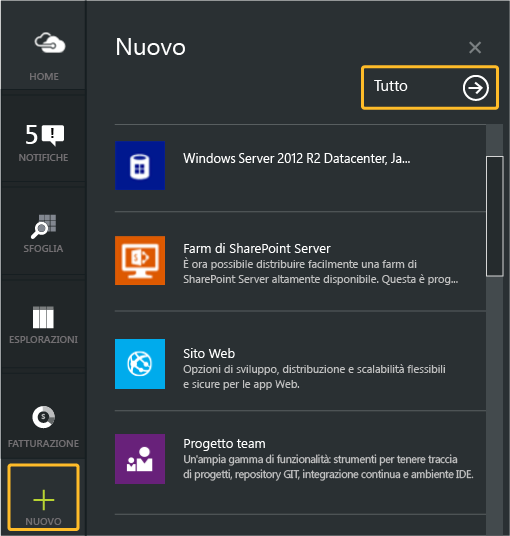 HOME
5
NOTIFICHE
SFOGLIA
ESPLORAZIONI
FATTURAZIONE
NUOVO
Nuovo
Tutto
Windows Server 2012 R2 Datacenter, Ja...
Farm di SharePoint Server
È ora possibile distribuire facilmente una farm di
SharePoint Server altamente disponibile. Questa è prog...
Sito Web
Opzioni di sviluppo, distribuzione e scalabilità flessibili
e sicure per le app Web.
Progetto team
Un'ampia gamma di funzionalità: strumenti per tenere traccia
di progetti, repository GIT, integrazione continua e ambiente IDE.